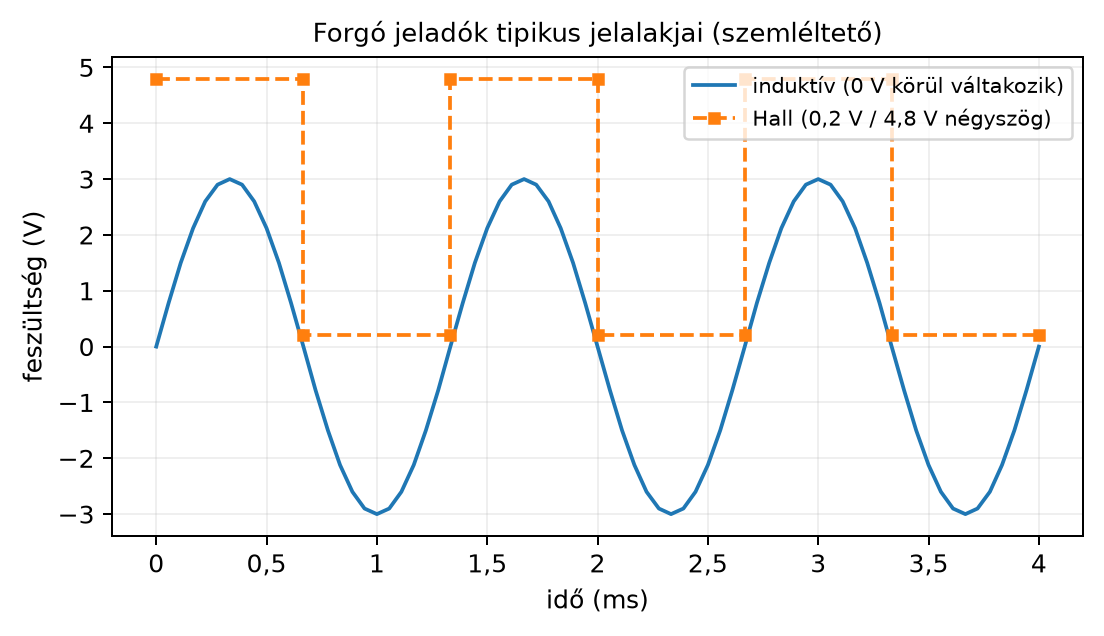 Forgó jeladók tipikus jelalakjai (szemléltető)
induktív (0 V körül váltakozik)
Hall (0,2 V / 4,8 V négyszög)
feszültség (V)
5
4
3
2
1
0
−1
−2
−3
0 0,5 1 1,5 2 2,5 3 3,5 4
idő (ms)